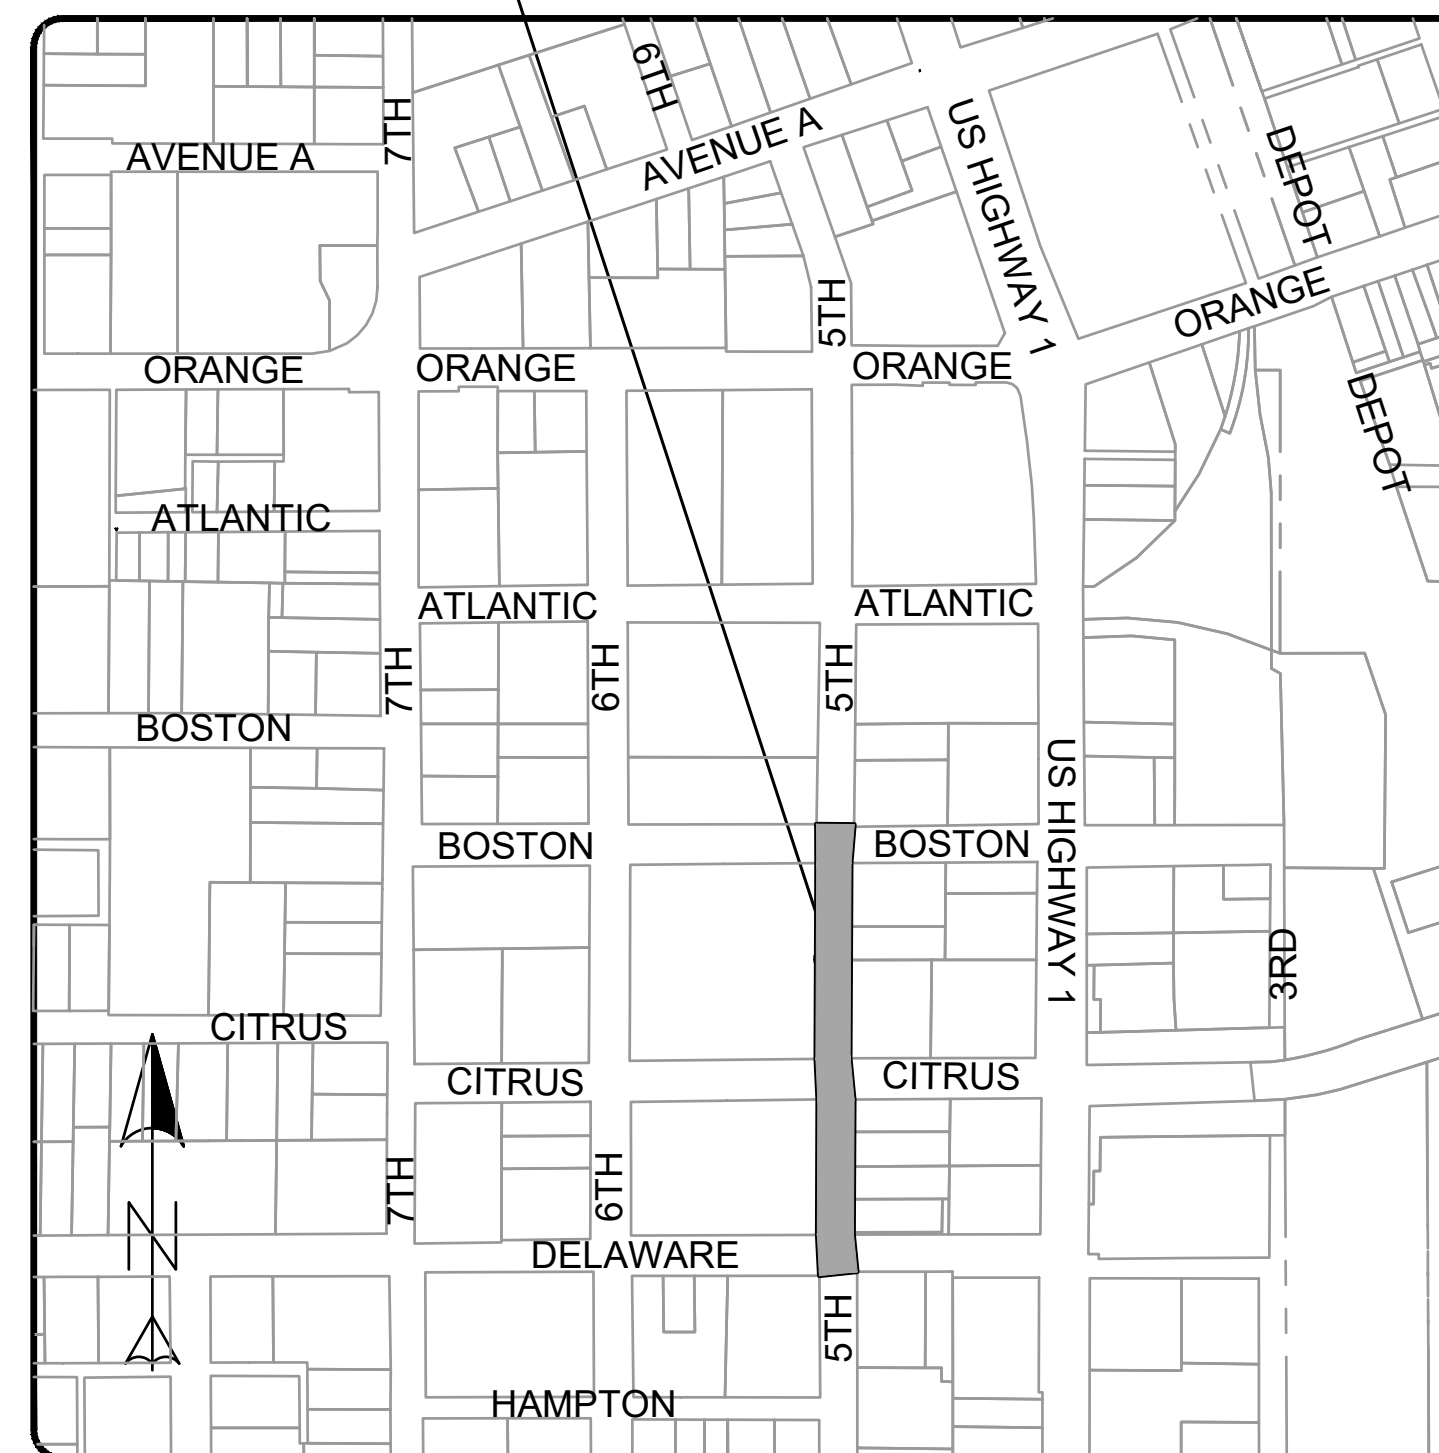 6TH
7TH
AVENUE A
AVENUE A
US HIGHWAY 1
DEPOT
5TH
ORANGE
ORANGE
ORANGE
ORANGE
DEPOT
ATLANTIC
ATLANTIC
ATLANTIC
7TH
6TH
5TH
BOSTON
BOSTON
BOSTON
US HIGHWAY 1
3RD
CITRUS
CITRUS
CITRUS
7TH
6TH
N
DELAWARE
5TH
HAMPTON